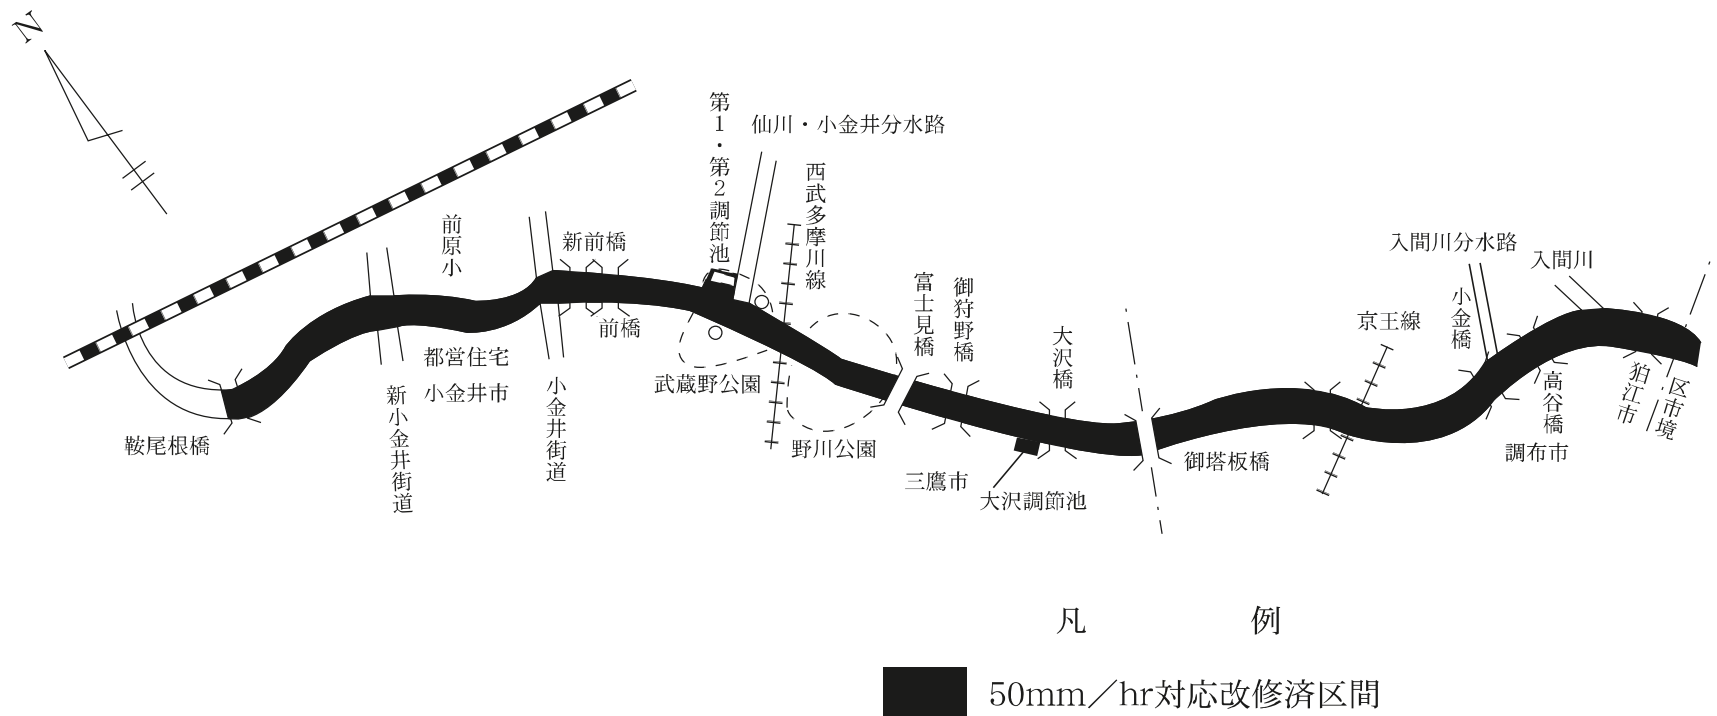 N
第1・第2調節池
仙川・小金井分水路
西武多摩川線
前原小
新前橋
前橋
都営住宅
小金井市
新小金井街道
小金井街道
鞍尾根橋
武蔵野公園
野川公園
富士見橋
御狩野橋
大沢橋
三鷹市
大沢調節池
御塔坂橋
京王線
入間川分水路
入間川
小金橋
高谷橋
調布市
狛江市
区市境
凡 例
50mm／hr対応改修済区間